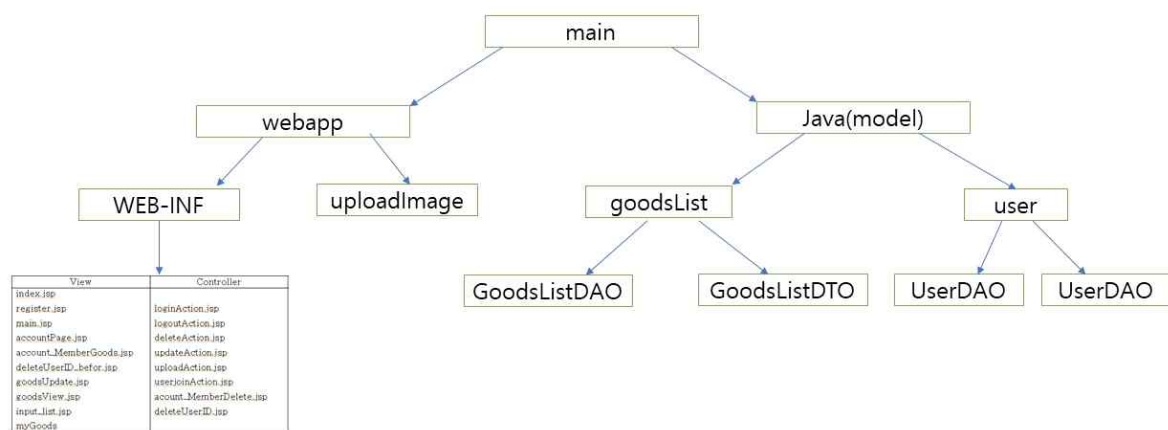 main
webapp
Java(model)
WEB-INF
uploadImage
goodsList
user
GoodsListDAO
GoodsListDTO
UserDAO
UserDAO
View Controller
index.jsp
register.jsp loginAction.jsp
main.jsp logoutAction.jsp
accountPage.jsp deleteAction.jsp
account_MemberGoods.jsp updateAction.jsp
deleteUserID_befor.jsp uploadAction.jsp
goodsUpdate.jsp userjoinAction.jsp
goodsView.jsp acount_MemberDelete.jsp
input_list.jsp deleteUserID.jsp
myGoods